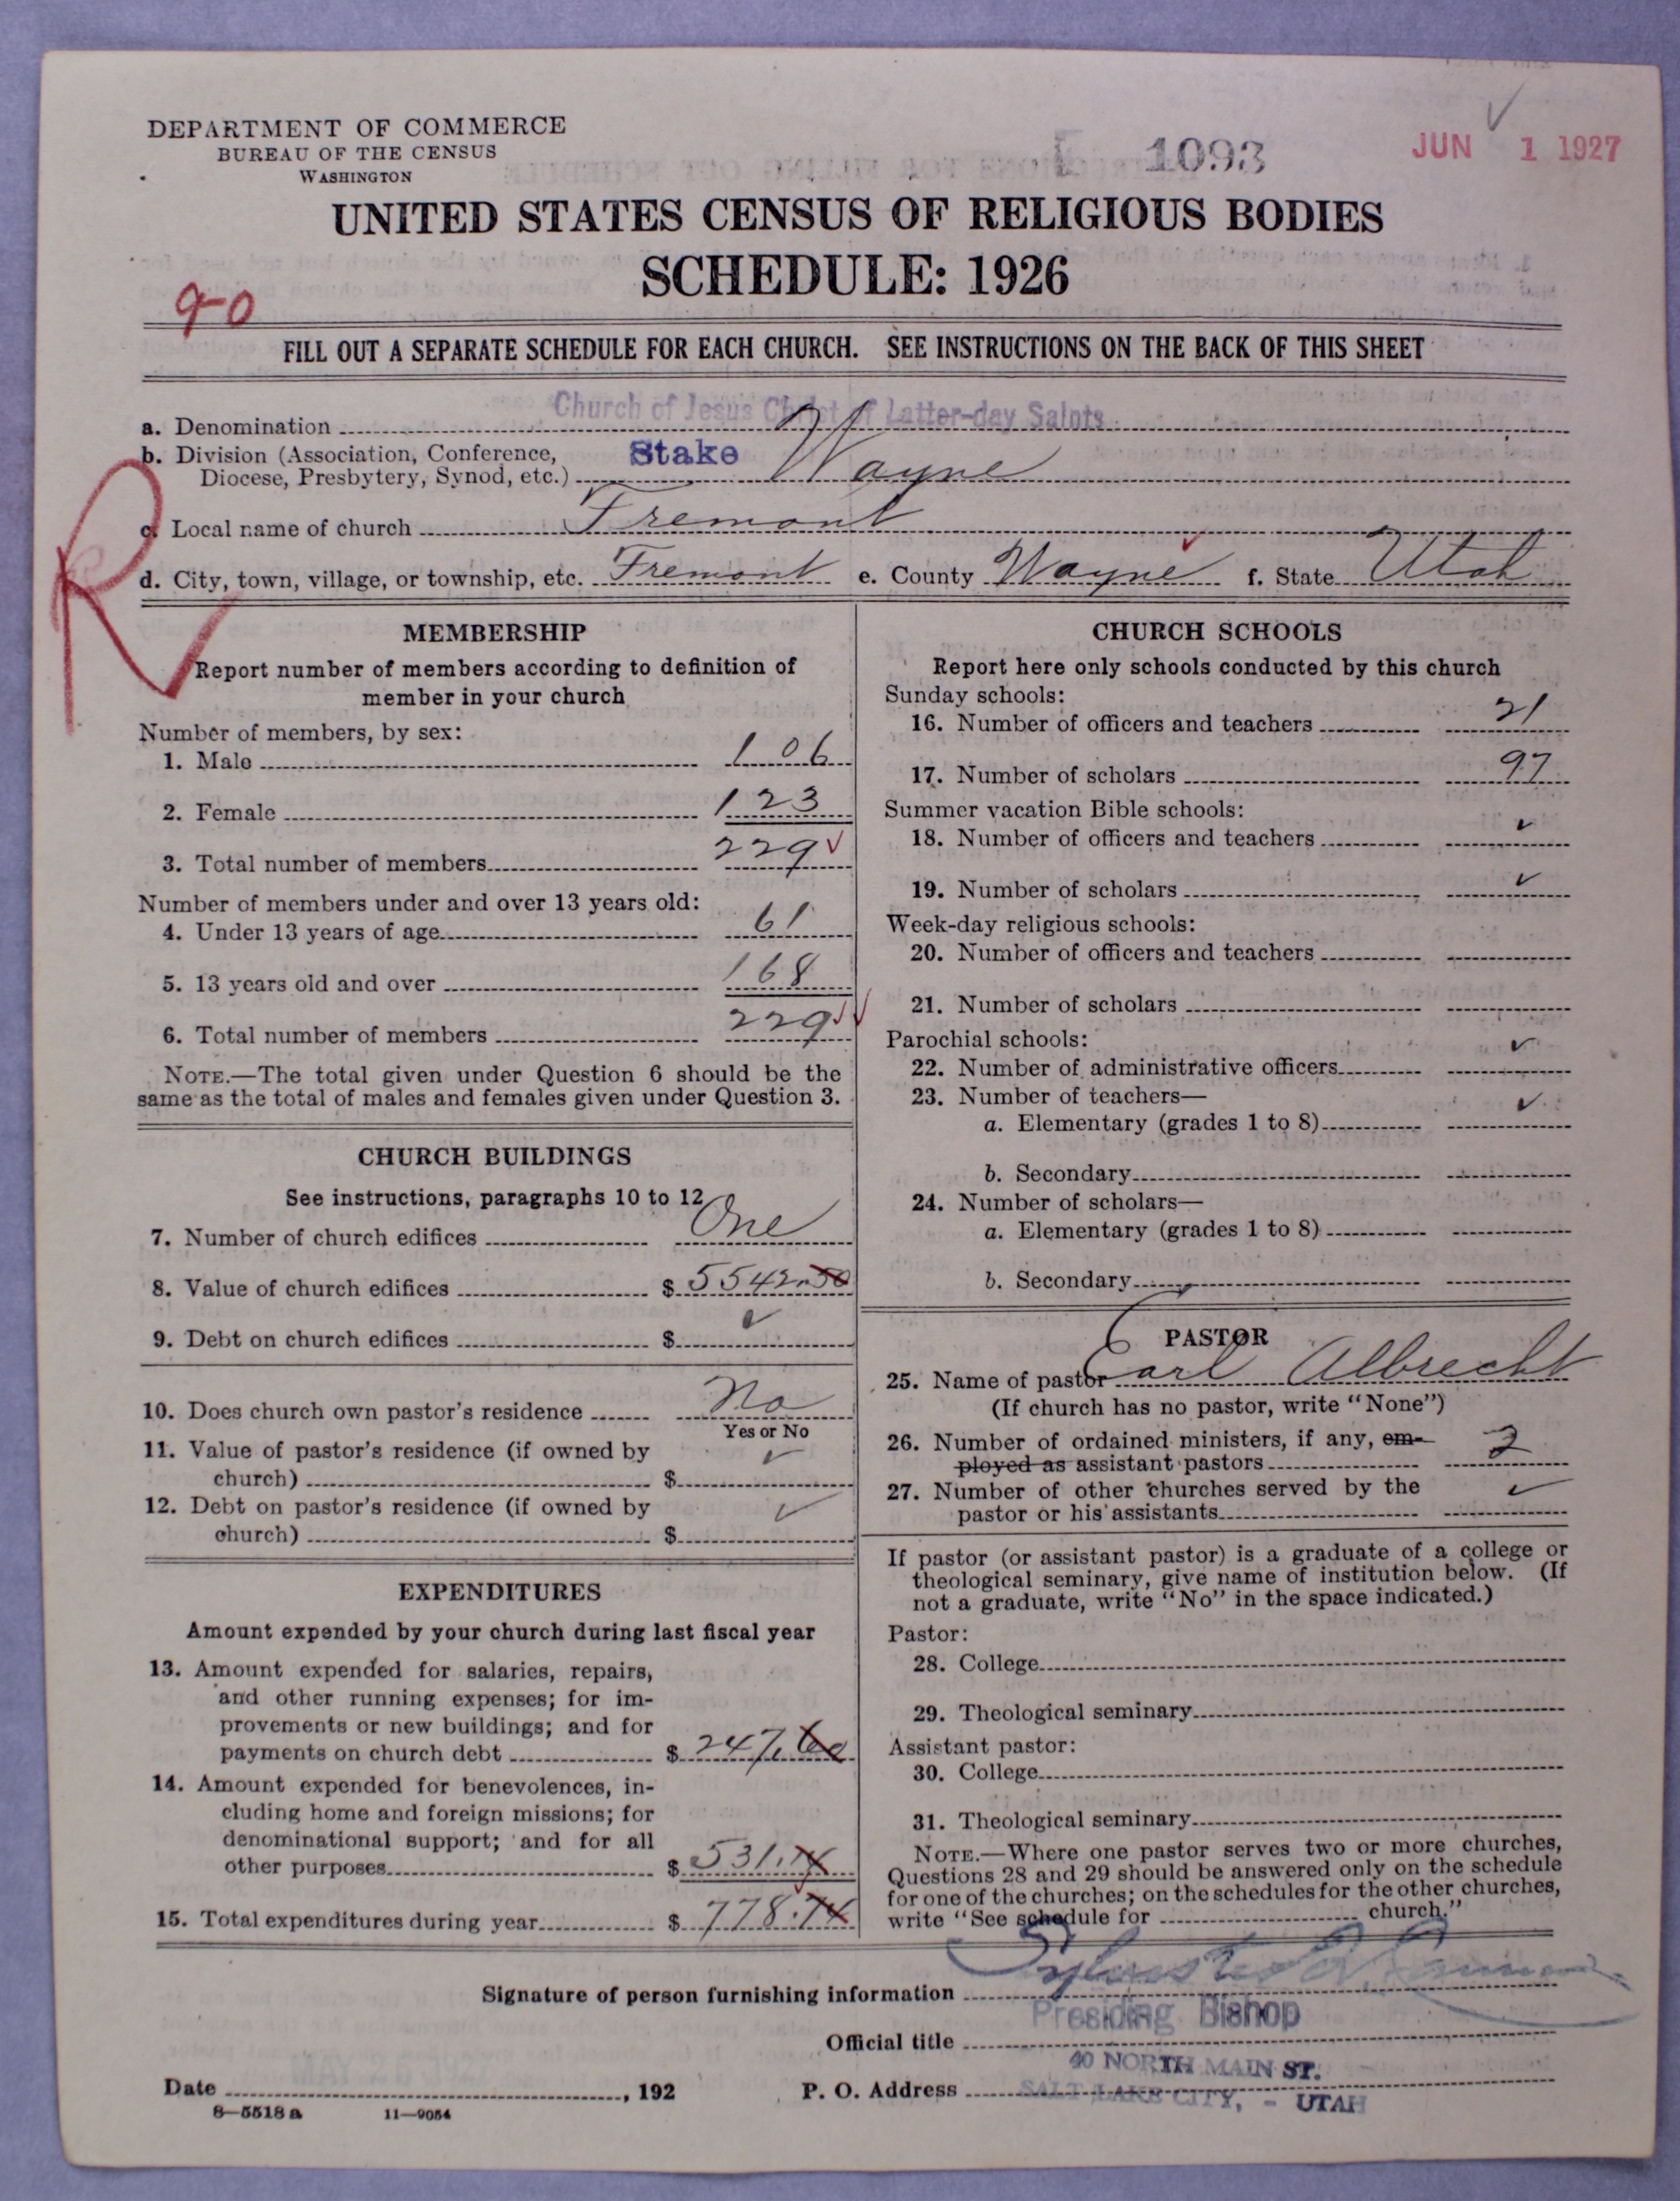 DEPARTMENT OF COMMERCE
BUREAU OF THE CENSUS
WASHINGTON
1 1093
JUN 1 1927
UNITED STATES CENSUS OF RELIGIOUS BODIES
SCHEDULE: 1926
90
FILL OUT A SEPARATE SCHEDULE FOR EACH CHURCH. SEE INSTRUCTIONS ON THE BACK OF THIS SHEET
a. Denomination Church of Jesus Christ of Latter-day Saints
b. Division (Association, Conference, Stake Wayne
Diocese, Presbytery, Synod, etc.)
R
c. Local name of church Fremont
d. City, town, village, or township, etc. Fremont e. County Wayne f. State Utah
MEMBERSHIP
Report number of members according to definition of
member in your church
Number of members, by sex:
1. Male 106
2. Female 123
3. Total number of members 229
Number of members under and over 13 years old:
4. Under 13 years of age 61
5. 13 years old and over 168
6. Total number of members 229
NOTE.—The total given under Question 6 should be the
same as the total of males and females given under Question 3.
CHURCH BUILDINGS
See instructions, paragraphs 10 to 12
7. Number of church edifices One
8. Value of church edifices $5542.50
9. Debt on church edifices $
10. Does church own pastor's residence No
Yes or No
11. Value of pastor's residence (if owned by
church) $
12. Debt on pastor's residence (if owned by
church) $
EXPENDITURES
Amount expended by your church during last fiscal year
13. Amount expended for salaries, repairs,
and other running expenses; for im-
provements or new buildings; and for
payments on church debt $247.60
14. Amount expended for benevolences, in-
cluding home and foreign missions; for
denominational support; and for all
other purposes $531.14
15. Total expenditures during year $778.74
CHURCH SCHOOLS
Report here only schools conducted by this church
Sunday schools:
16. Number of officers and teachers 21
17. Number of scholars 97
Summer vacation Bible schools:
18. Number of officers and teachers
19. Number of scholars
Week-day religious schools:
20. Number of officers and teachers
21. Number of scholars
Parochial schools:
22. Number of administrative officers
23. Number of teachers—
a. Elementary (grades 1 to 8)
b. Secondary
24. Number of scholars—
a. Elementary (grades 1 to 8)
b. Secondary
PASTOR
25. Name of pastor Earl Albrecht
(If church has no pastor, write "None")
26. Number of ordained ministers, if any, em-
ployed as assistant pastors 2
27. Number of other churches served by the
pastor or his assistants
If pastor (or assistant pastor) is a graduate of a college or
theological seminary, give name of institution below. (If
not a graduate, write "No" in the space indicated.)
Pastor:
28. College
29. Theological seminary
Assistant pastor:
30. College
31. Theological seminary
NOTE.—Where one pastor serves two or more churches,
Questions 28 and 29 should be answered only on the schedule
for one of the churches; on the schedules for the other churches,
write "See schedule for church."
Signature of person furnishing information Sylvester Q. Cannon
Official title Presiding Bishop
40 NORTH MAIN ST.
Date , 192 P. O. Address SALT LAKE CITY, - UTAH
8—5518 a 11—9054